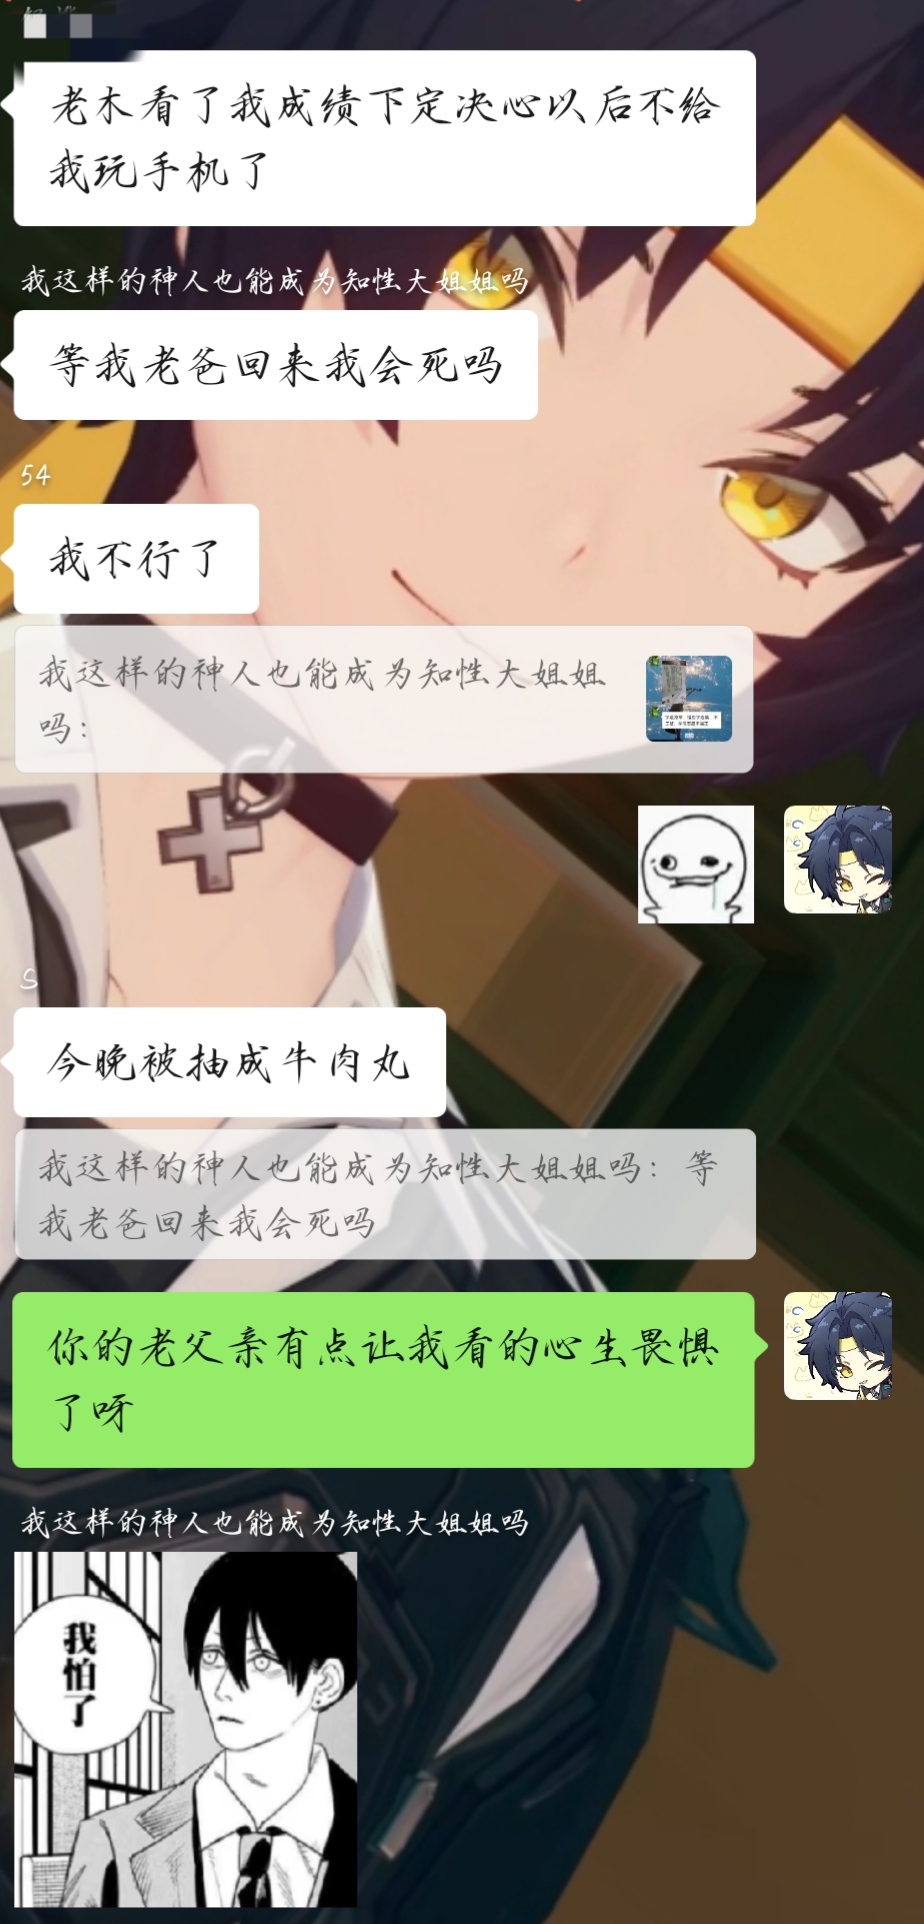 老木看了我成绩下定决心以后不给
我玩手机了
我这样的神人也能成为知性大姐姐吗
等我老爸回来我会死吗
54
我不行了
我这样的神人也能成为知性大姐姐
吗：
S
今晚被抽成牛肉丸
我这样的神人也能成为知性大姐姐吗：等
我老爸回来我会死吗
你的老父亲有点让我看的心生畏惧
了呀
我这样的神人也能成为知性大姐姐吗
我怕了